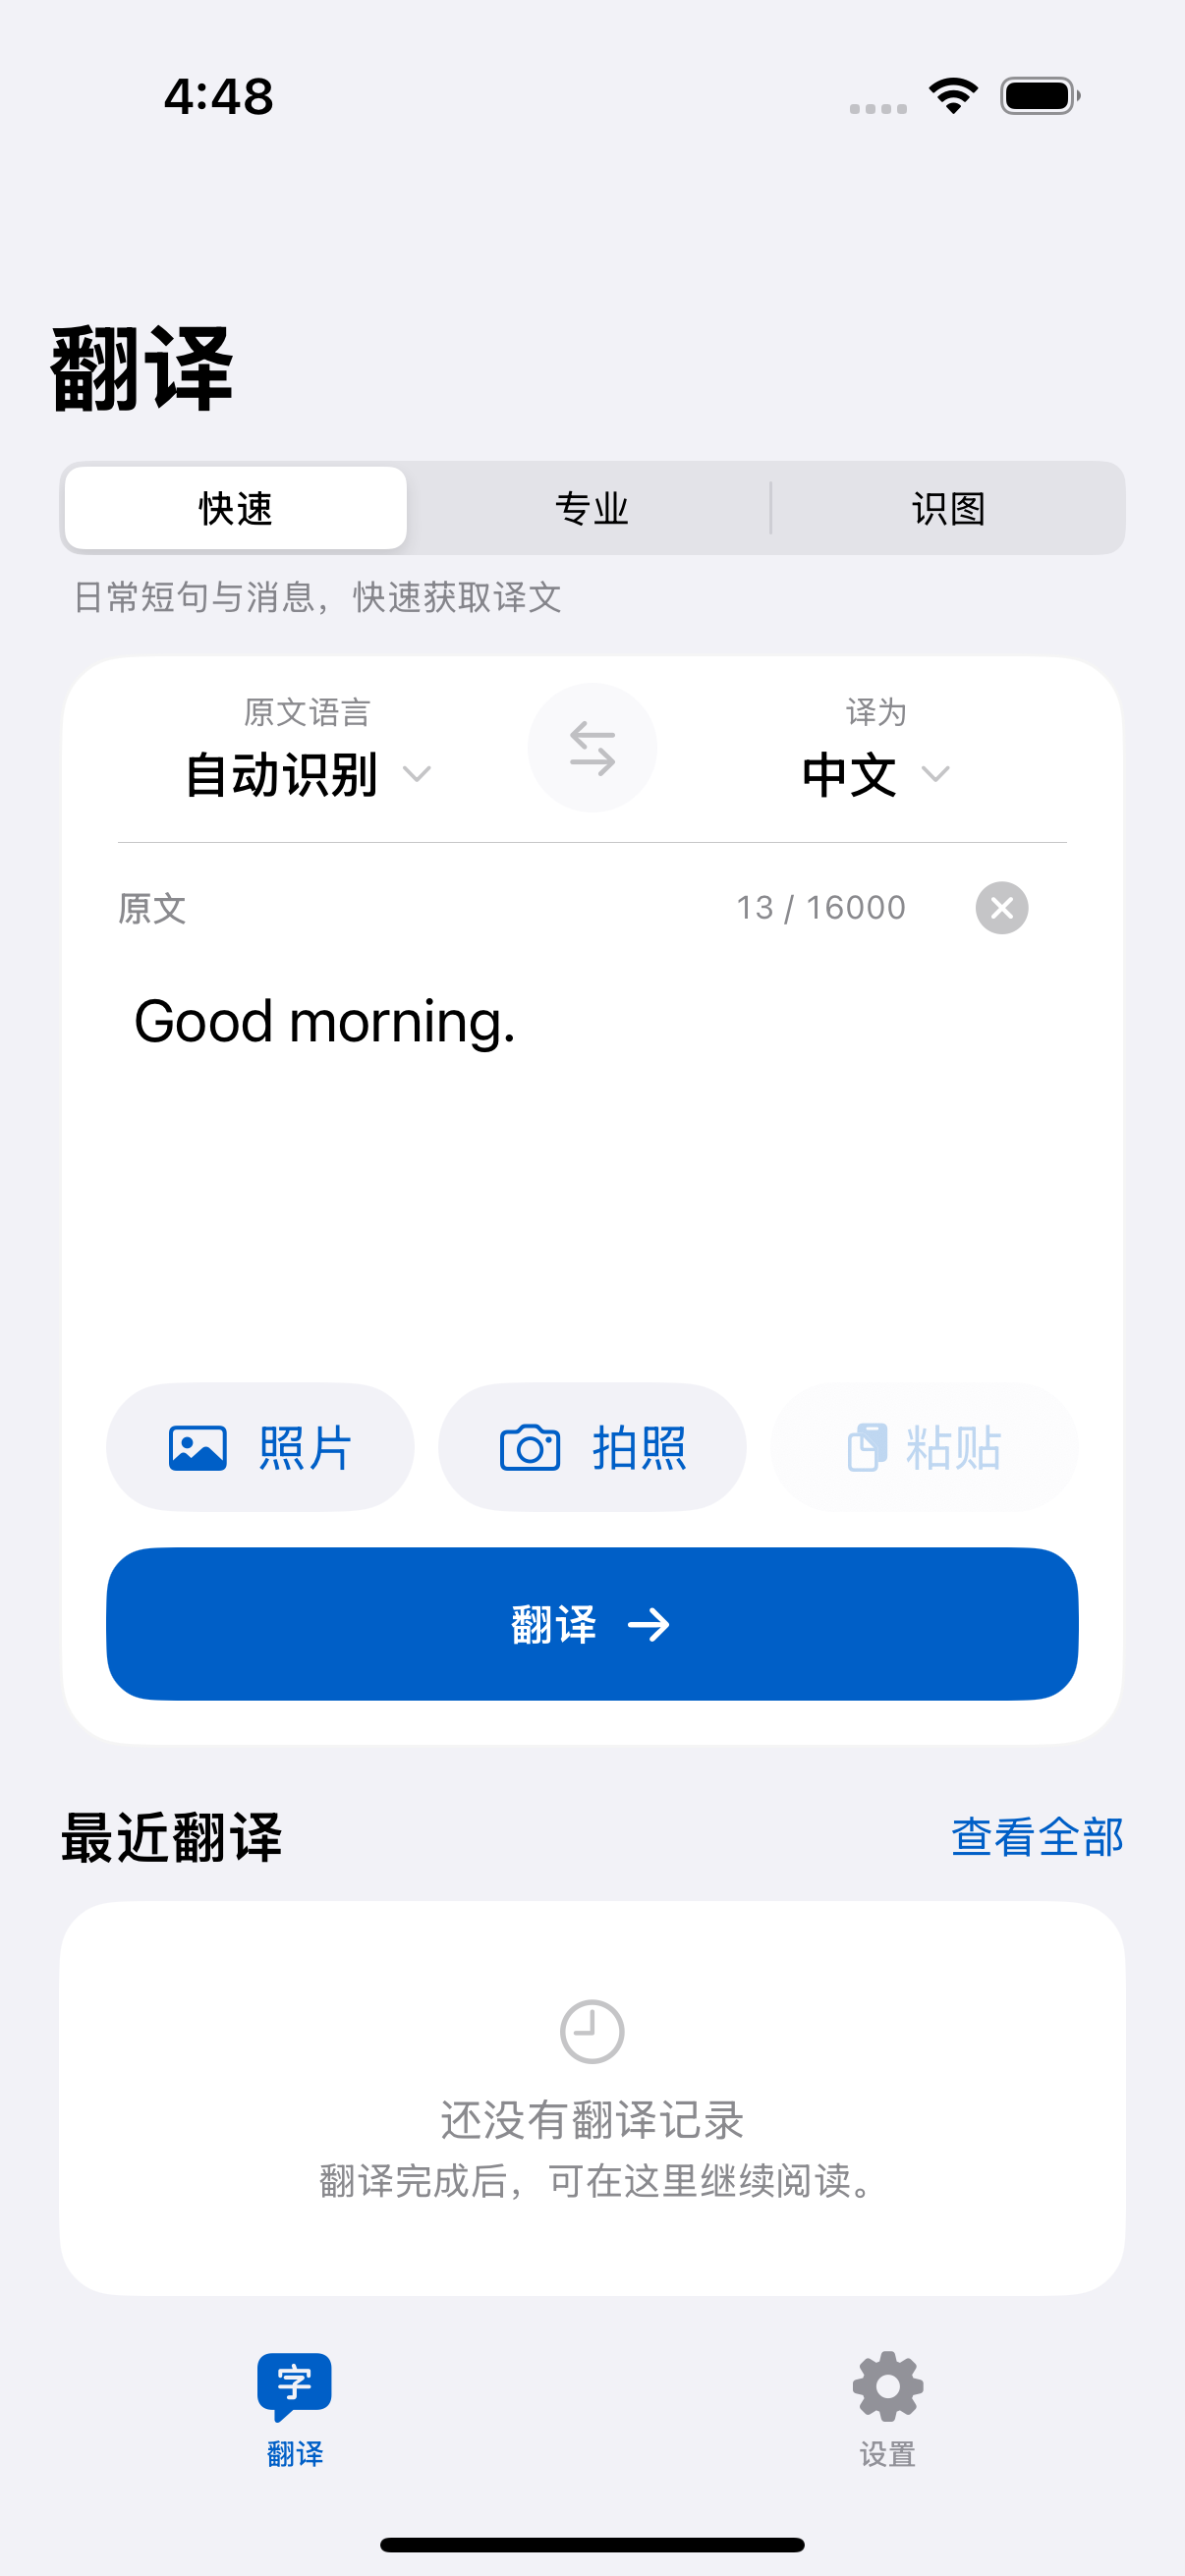 4:48
翻译
快速 专业 识图
日常短句与消息，快速获取译文
原文语言 译为
自动识别 中文
原文 13 / 16000
Good morning.
照片 拍照 粘贴
翻译
最近翻译 查看全部
还没有翻译记录
翻译完成后，可在这里继续阅读。
字
翻译 设置